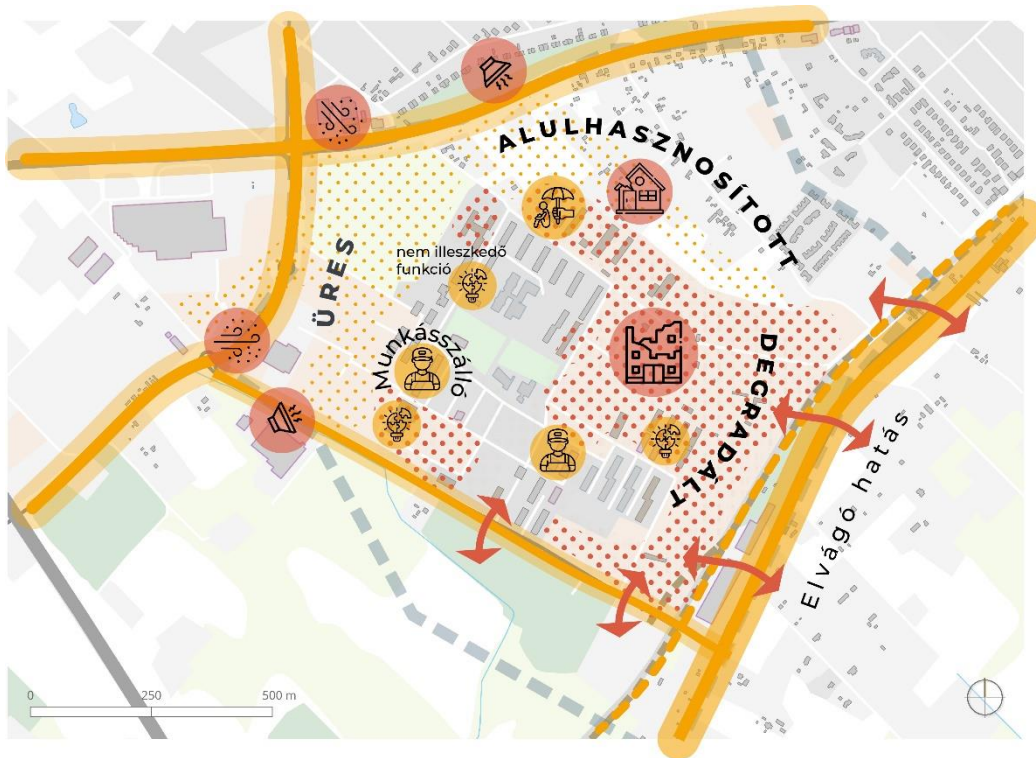 ALULHASZNOSÍTOTT
ÜRES
nem illeszkedő
funkció
Munkásszálló
DEGRADÁLT
Elvágó hatás
0 250 500 m